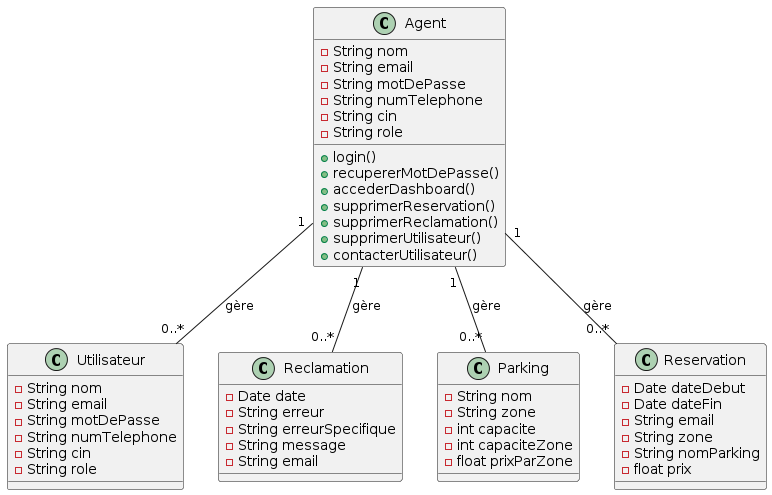 C Agent
String nom
String email
String motDePasse
String numTelephone
String cin
String role
login()
recupererMotDePasse()
accederDashboard()
supprimerReservation()
supprimerReclamation()
supprimerUtilisateur()
contacterUtilisateur()
1
1
1
1
gère
gère
gère
gère
0..*
0..*
0..*
0..*
C Utilisateur
String nom
String email
String motDePasse
String numTelephone
String cin
String role
C Reclamation
Date date
String erreur
String erreurSpecifique
String message
String email
C Parking
String nom
String zone
int capacite
int capaciteZone
float prixParZone
C Reservation
Date dateDebut
Date dateFin
String email
String zone
String nomParking
float prix